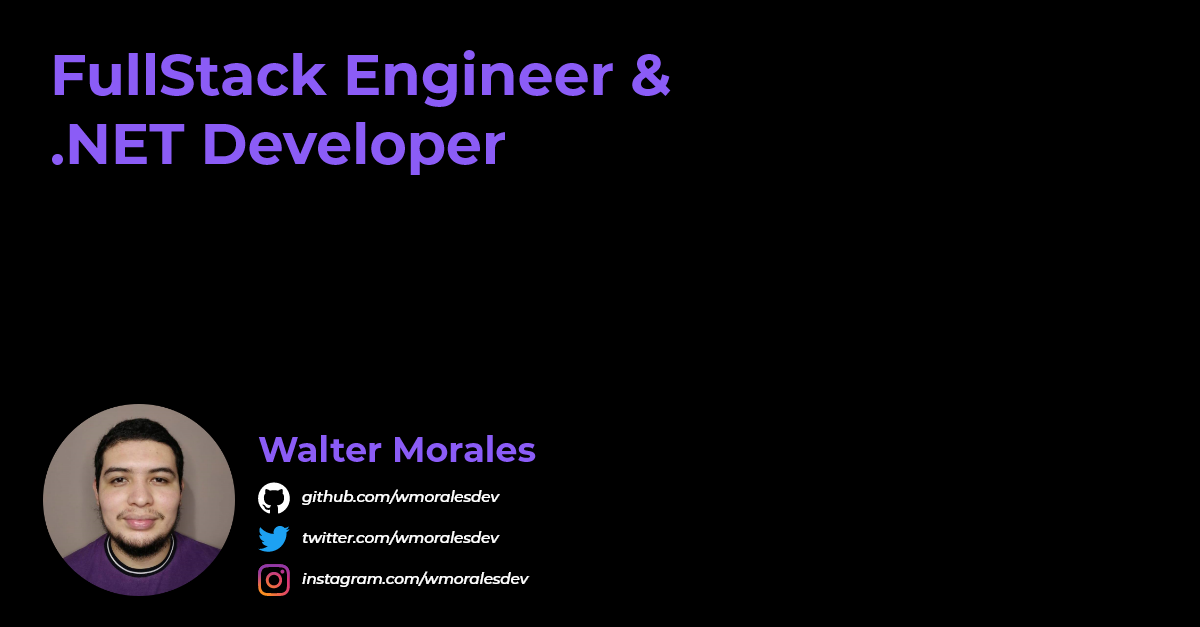 FullStack Engineer &
.NET Developer
Walter Morales
github.com/wmoralesdev
twitter.com/wmoralesdev
instagram.com/wmoralesdev